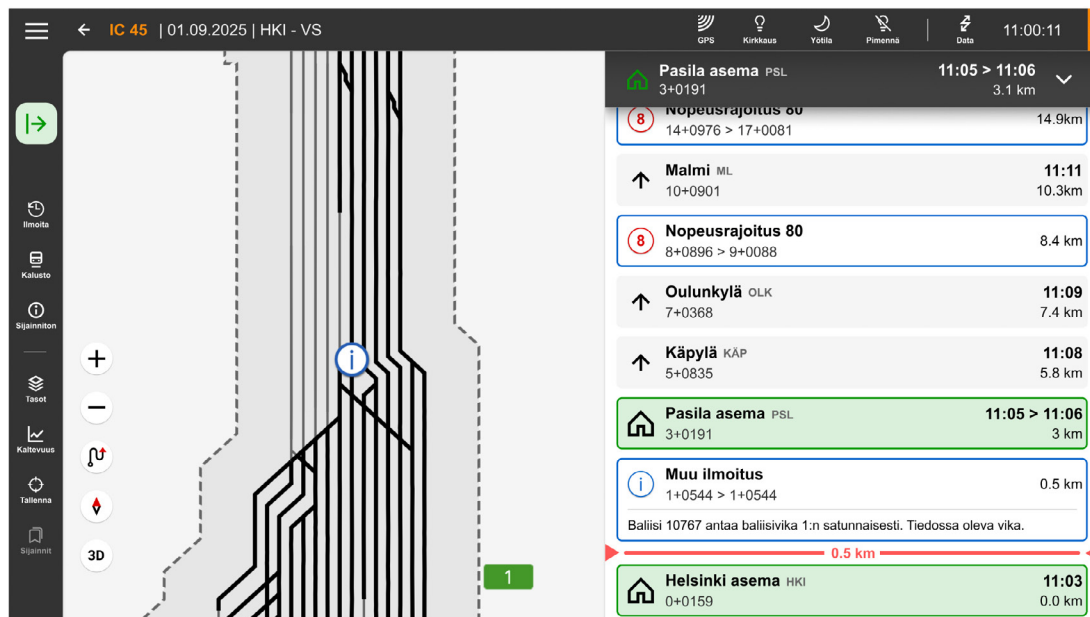 IC 45 | 01.09.2025 | HKI - VS
GPS
Kirkkaus
Yötila
Pimennä
Data
11:00:11
Ilmoita
Kalusto
Sijainniton
Tasot
Kaltevuus
Tallenna
Sijainnit
3D
1
Pasila asema PSL 11:05 > 11:06
3+0191 3.1 km
8 Nopeusrajoitus 80
14+0976 > 17+0081 14.9km
Malmi ML 11:11
10+0901 10.3km
8 Nopeusrajoitus 80
8+0896 > 9+0088 8.4 km
Oulunkylä OLK 11:09
7+0368 7.4 km
Käpylä KÄP 11:08
5+0835 5.8 km
Pasila asema PSL 11:05 > 11:06
3+0191 3 km
Muu ilmoitus
1+0544 > 1+0544 0.5 km
Baliisi 10767 antaa baliisivika 1:n satunnaisesti. Tiedossa oleva vika.
0.5 km
Helsinki asema HKI 11:03
0+0159 0.0 km